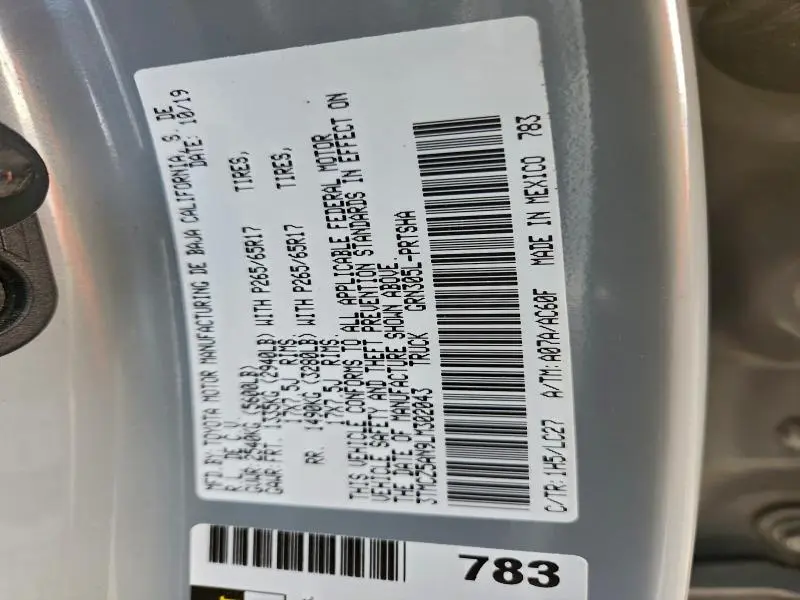 MFD. BY: TOYOTA MOTOR MANUFACTURING DE BAJA CALIFORNIA, S. DE
R.L. DE C.V. DATE: 10/19
GVWR: 2540KG (5600LB)
GAWR: FRT. 1335KG (2940LB) WITH P265/65R17 TIRES,
17X7.5J RIMS
RR. 1490KG (3280LB) WITH P265/65R17 TIRES,
17X7.5J RIMS.
THIS VEHICLE CONFORMS TO ALL APPLICABLE FEDERAL MOTOR
VEHICLE SAFETY AND THEFT PREVENTION STANDARDS IN EFFECT ON
THE DATE OF MANUFACTURE SHOWN ABOVE.
3TMCZ5AN9LM302043 TRUCK GRN305L-PRTSHA
C/TR: 1H5/LC27 A/TM: A07A/AC60F MADE IN MEXICO 783
783